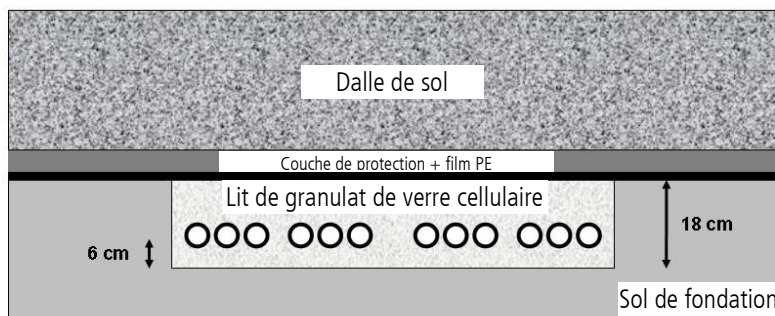 Dalle de sol
Couche de protection + film PE
Lit de granulat de verre cellulaire
18 cm
6 cm
Sol de fondation